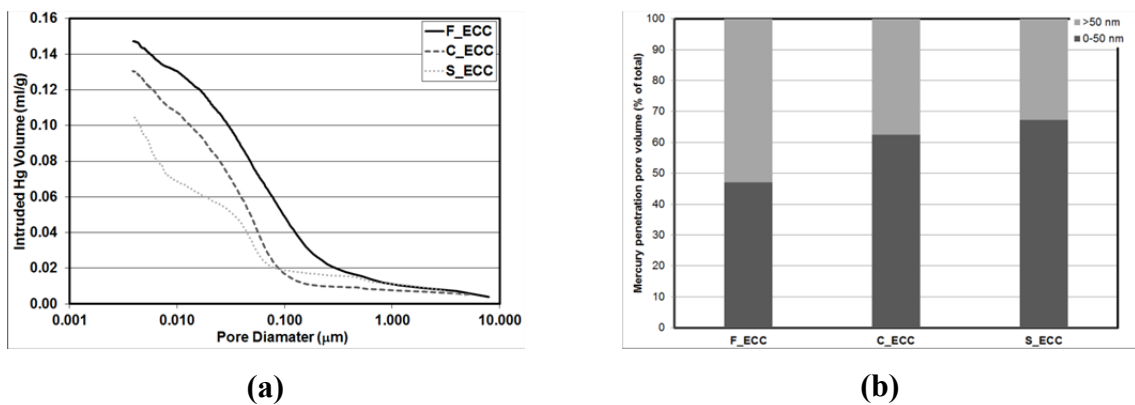 0.16
0.14
0.12
0.10
0.08
0.06
0.04
0.02
0.00
Intruded Hg Volume (ml/g)
F_ECC
C_ECC
S_ECC
0.001 0.010 0.100 1.000 10.000
Pore Diamater (μm)
(a)
100
90
80
70
60
50
40
30
20
10
0
Mercury penetration pore volume (% of total)
>50 nm
0-50 nm
F_ECC C_ECC S_ECC
(b)